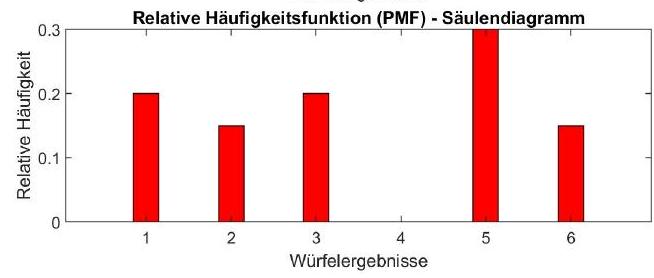 Relative Häufigkeitsfunktion (PMF) - Säulendiagramm
0.3
0.2
0.1
0
Relative Häufigkeit
1 2 3 4 5 6
Würfelergebnisse